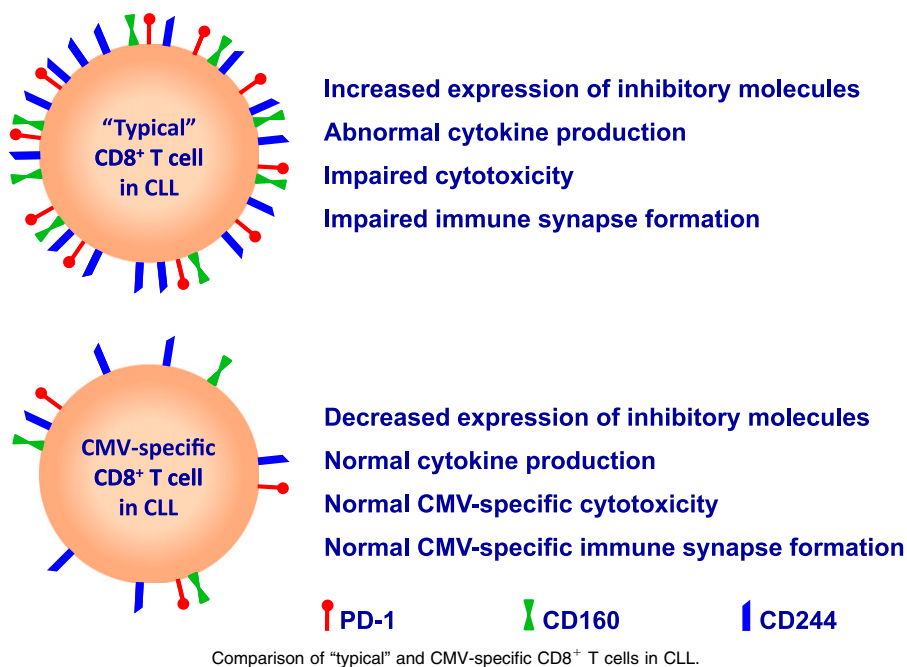 “Typical”
CD8⁺ T cell
in CLL
Increased expression of inhibitory molecules
Abnormal cytokine production
Impaired cytotoxicity
Impaired immune synapse formation
CMV-specific
CD8⁺ T cell
in CLL
Decreased expression of inhibitory molecules
Normal cytokine production
Normal CMV-specific cytotoxicity
Normal CMV-specific immune synapse formation
PD-1 CD160 CD244
Comparison of “typical” and CMV-specific CD8⁺ T cells in CLL.